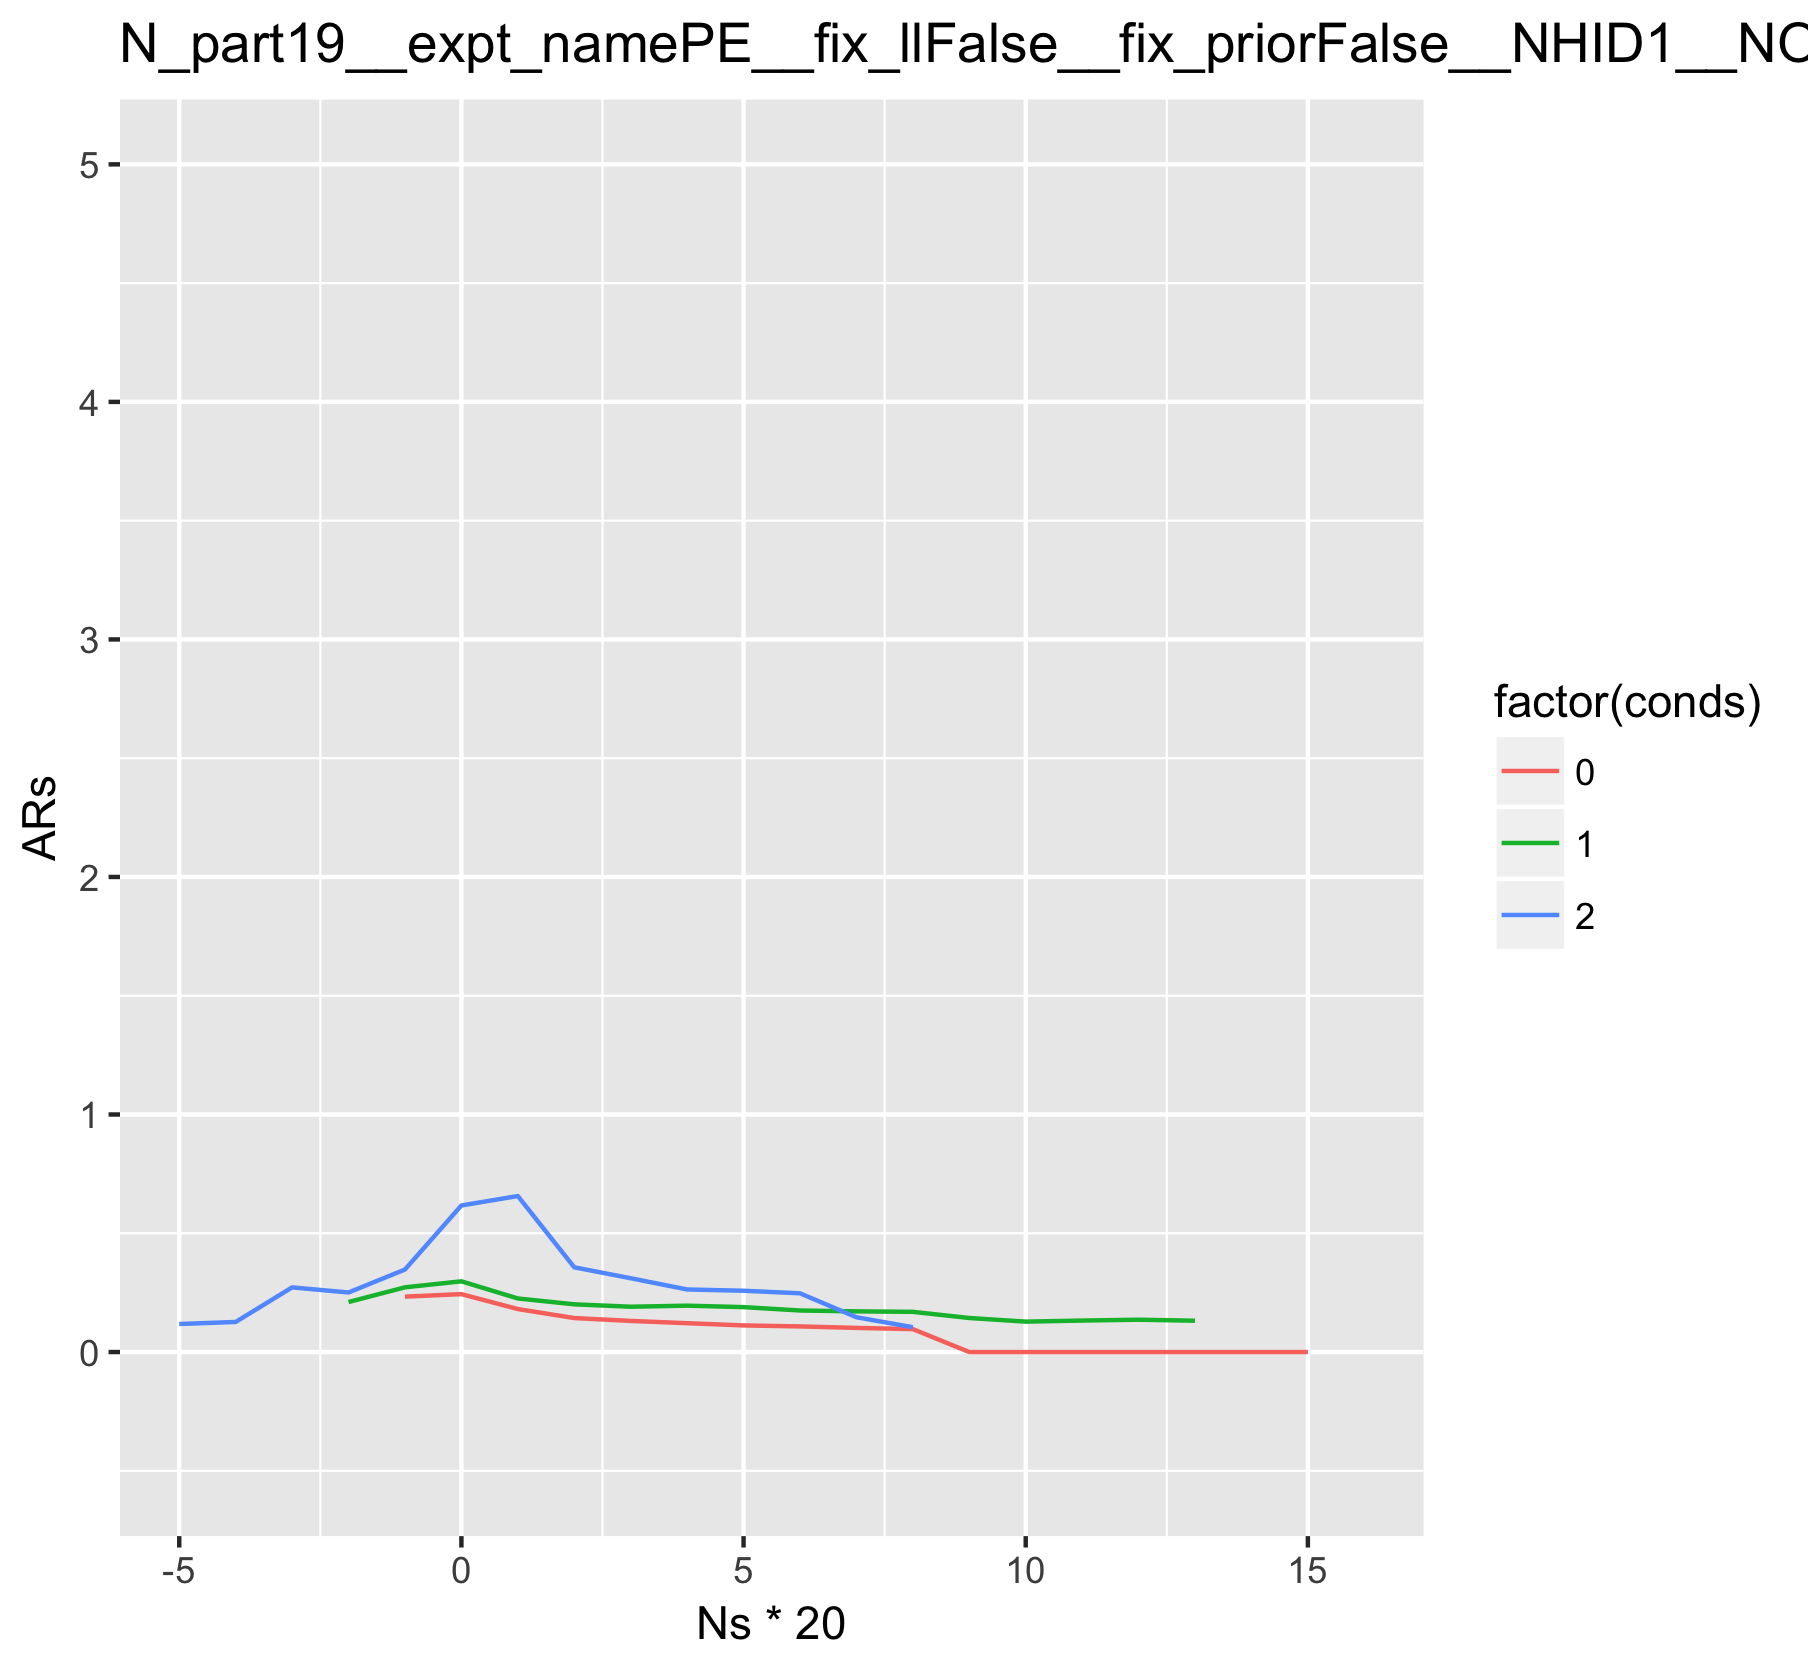 N_part19__expt_namePE__fix_llFalse__fix_priorFalse__NHID1__NO
5
4
3
2
1
0
ARs
-5 0 5 10 15
Ns * 20
factor(conds)
0
1
2